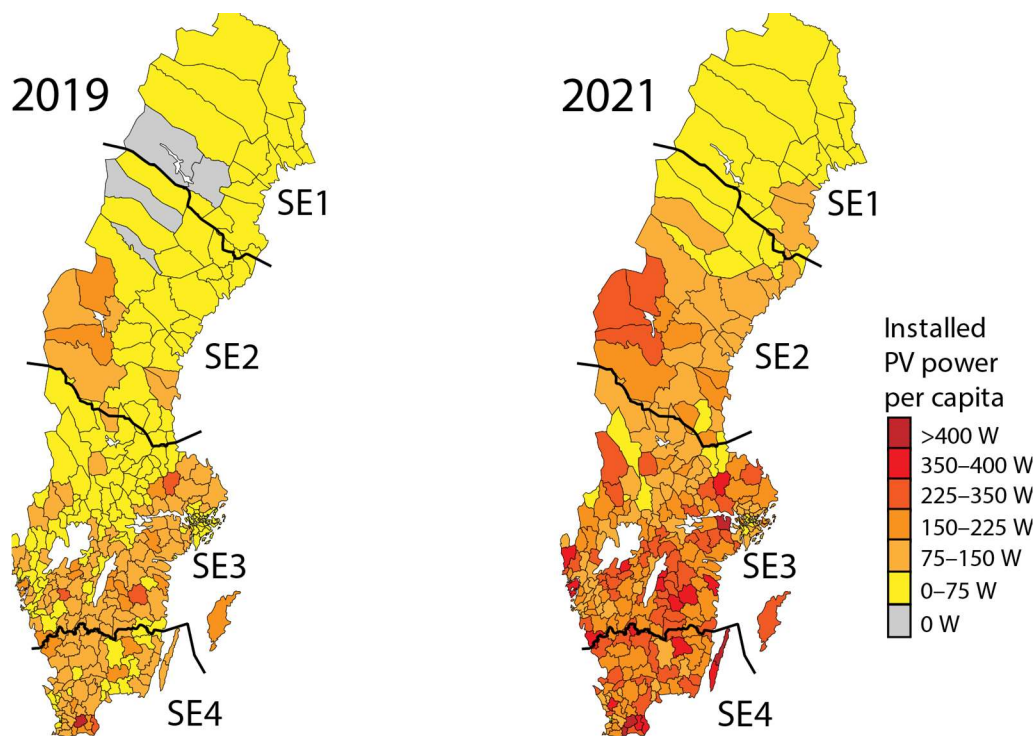 2019
SE1
SE2
SE3
SE4
2021
SE1
SE2
SE3
SE4
Installed
PV power
per capita
>400 W
350–400 W
225–350 W
150–225 W
75–150 W
0–75 W
0 W